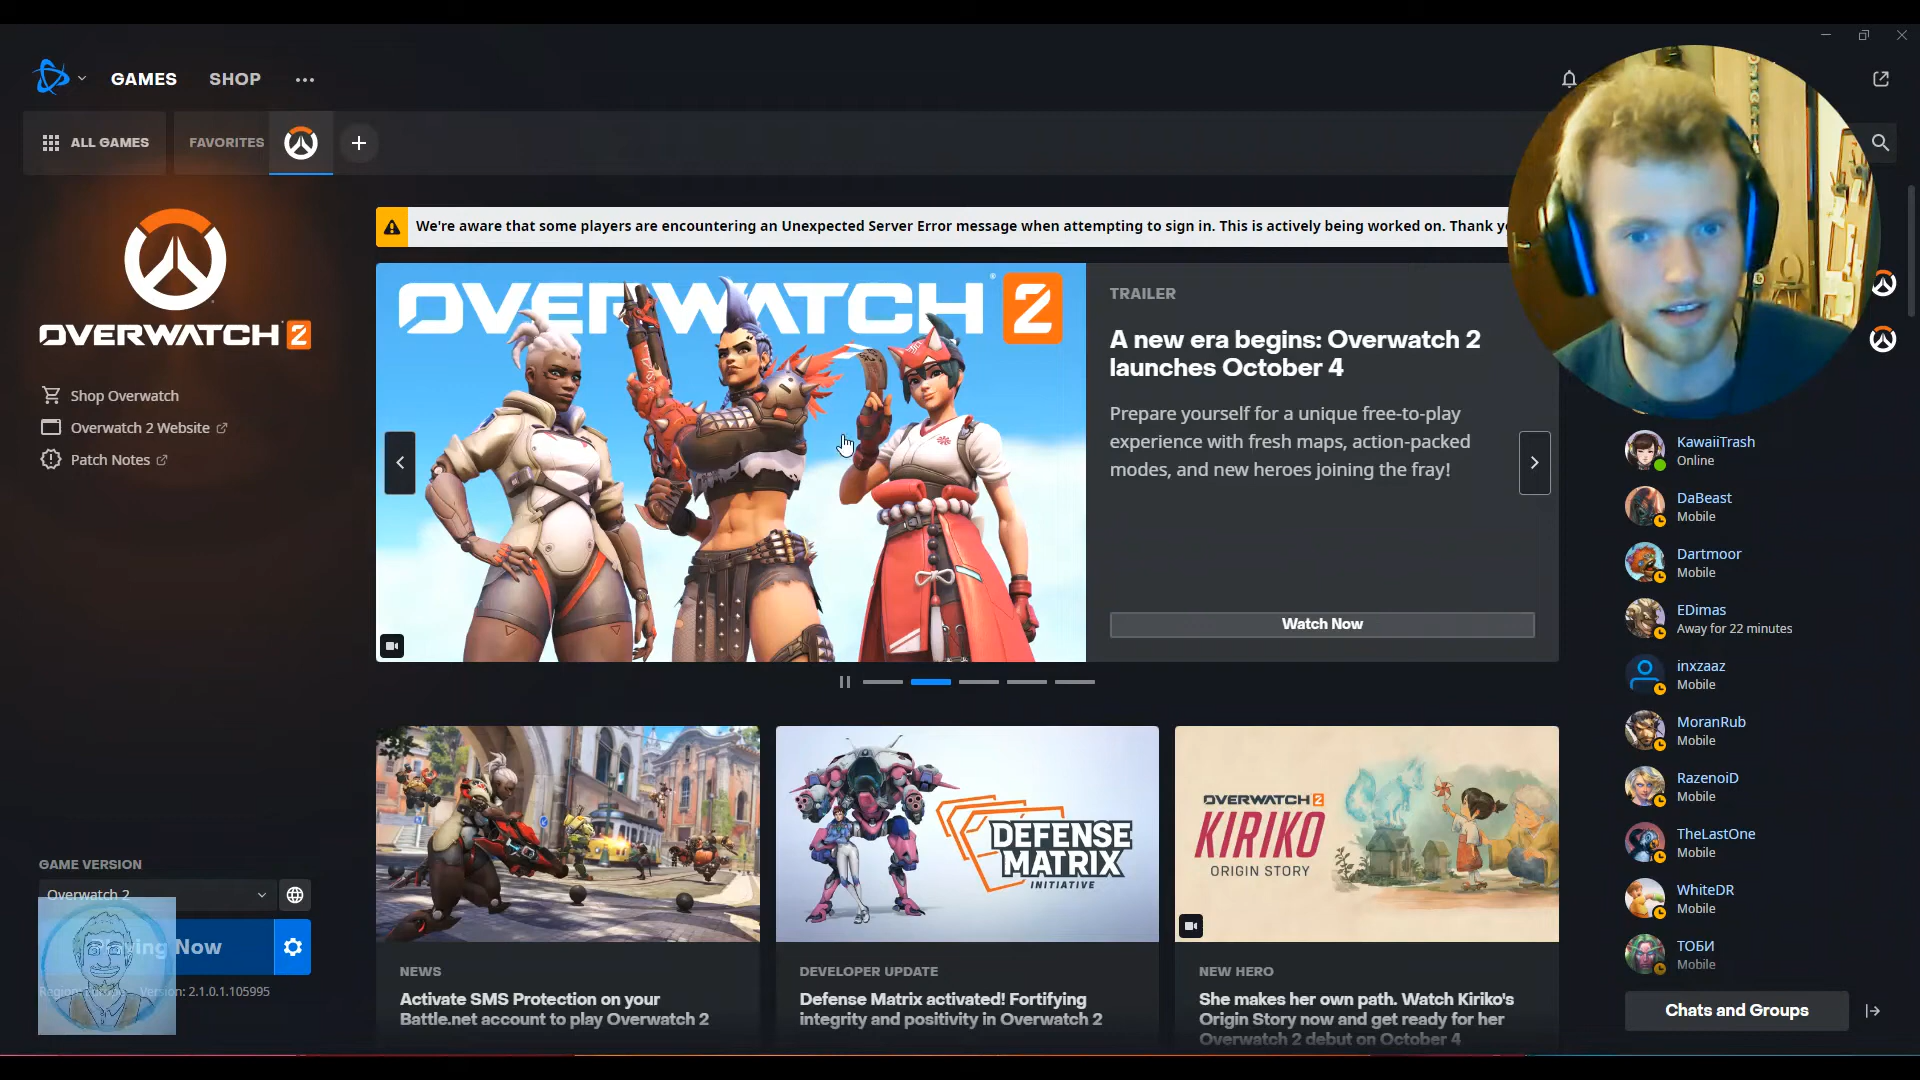 GAMES
SHOP
ALL GAMES
FAVORITES
OVERWATCH 2
Shop Overwatch
Overwatch 2 Website
Patch Notes
We're aware that some players are encountering an Unexpected Server Error message when attempting to sign in. This is actively being worked on. Thank
OVERWATCH 2
TRAILER
A new era begins: Overwatch 2
launches October 4
Prepare yourself for a unique free-to-play
experience with fresh maps, action-packed
modes, and new heroes joining the fray!
Watch Now
KawaiiTrash
Online
DaBeast
Mobile
Dartmoor
Mobile
EDimas
Away for 22 minutes
inxzaaz
Mobile
MoranRub
Mobile
RazenoiD
Mobile
TheLastOne
Mobile
WhiteDR
Mobile
ТОБИ
Mobile
Chats and Groups
GAME VERSION
Overwatch 2
Playing Now
Version: 2.1.0.1.105995
DEFENSE
MATRIX
INITIATIVE
OVERWATCH 2
KIRIKO
ORIGIN STORY
NEWS
Activate SMS Protection on your
Battle.net account to play Overwatch 2
DEVELOPER UPDATE
Defense Matrix activated! Fortifying
integrity and positivity in Overwatch 2
NEW HERO
She makes her own path. Watch Kiriko's
Origin Story now and get ready for her
Overwatch 2 debut on October 4